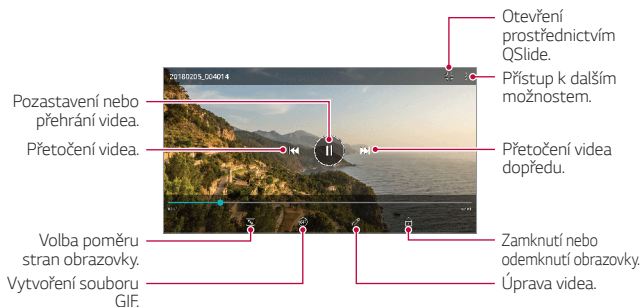 Otevření
prostřednictvím
QSlide.
20180205_004014
Přístup k dalším
možnostem.
Pozastavení nebo
přehrání videa.
Přetočení videa.
Přetočení videa
dopředu.
Volba poměru
stran obrazovky.
Zamknutí nebo
odemknutí obrazovky.
Vytvoření souboru
GIF.
Úprava videa.